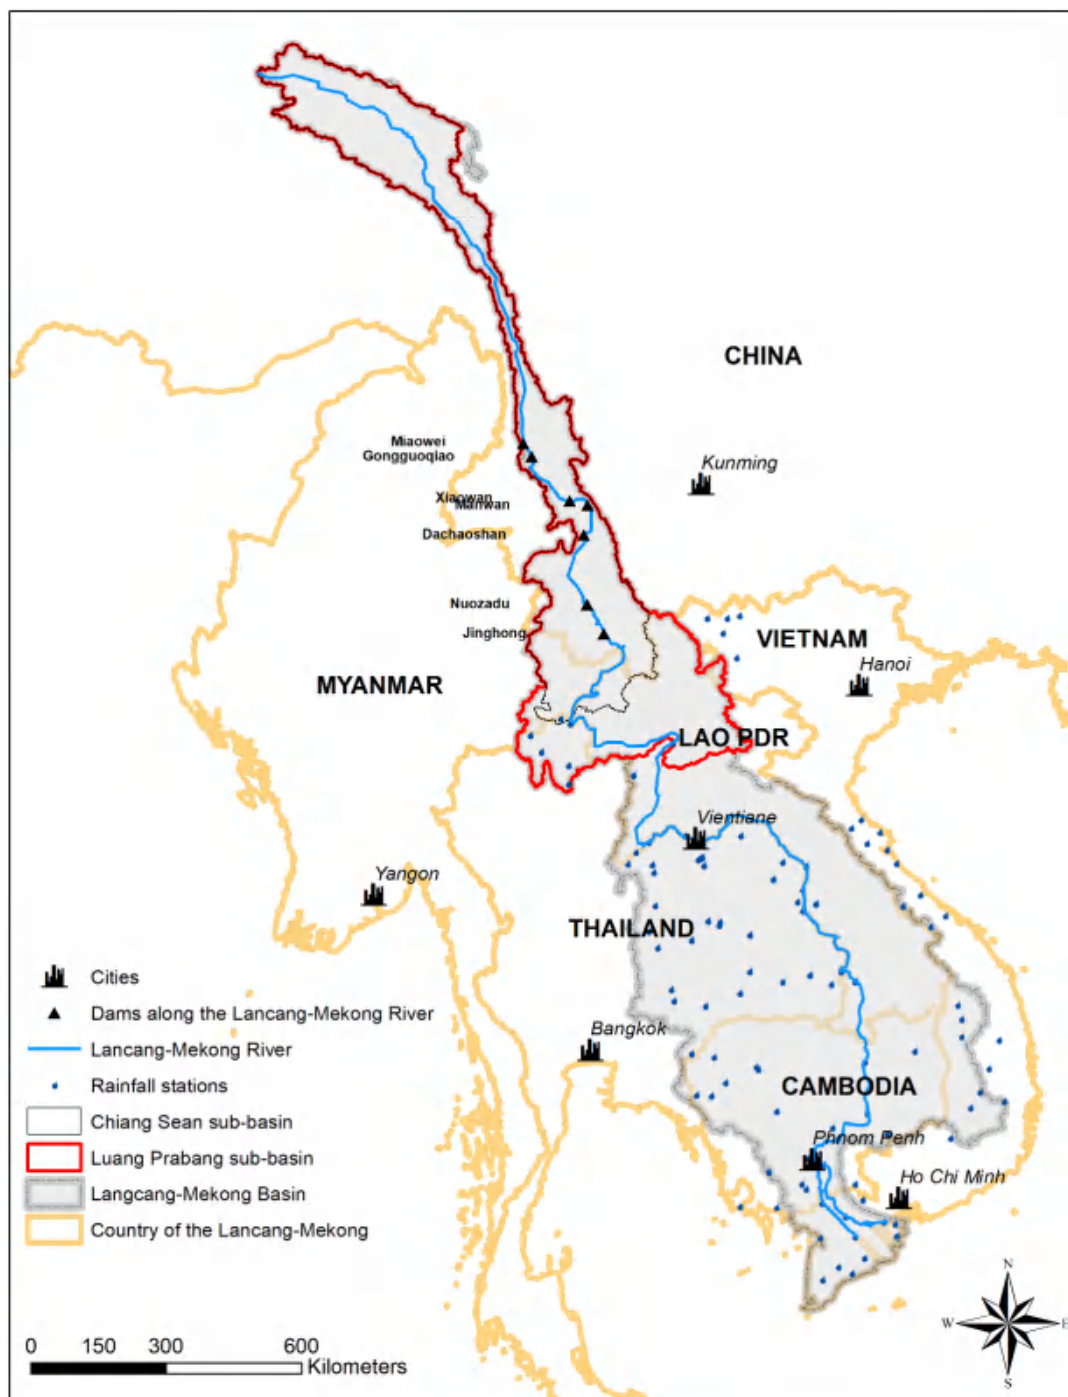 CHINA
Miaowei
Gongguoqiao
Kunming
Xiaowan
Manwan
Dachaoshan
Nuozadu
Jinghong
VIETNAM
Hanoi
MYANMAR
LAO PDR
Vientiane
Yangon
THAILAND
Bangkok
CAMBODIA
Phnom Penh
Ho Chi Minh
Cities
Dams along the Lancang-Mekong River
Lancang-Mekong River
Rainfall stations
Chiang Sean sub-basin
Luang Prabang sub-basin
Langcang-Mekong Basin
Country of the Lancang-Mekong
N
W E
S
0 150 300 600
Kilometers